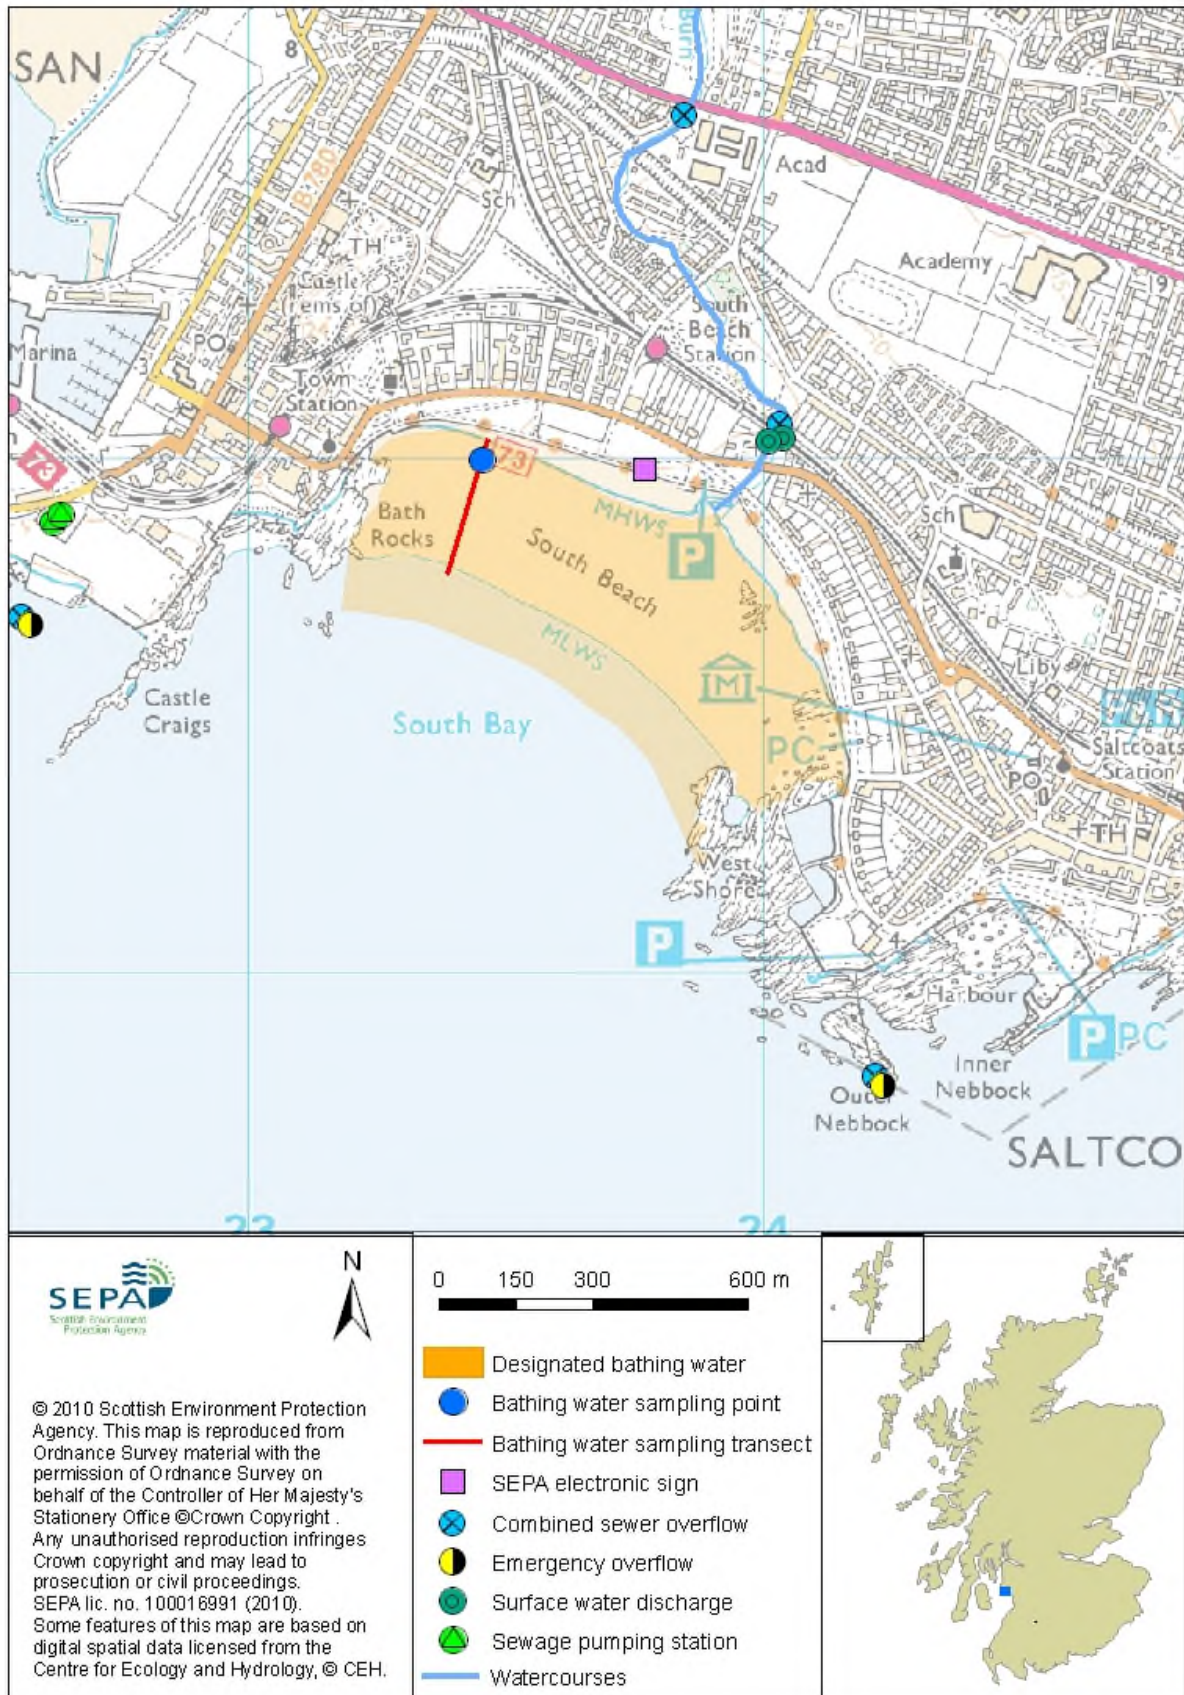 SAN
8
Burn
B 780
Acad
Sch
TH
Academy
19
Castle
(rems of)
South
Beach
Station
Marina
PO
Town
Station
73
73
Bath
Rocks
MHWS
P
South Beach
Sch
MLWS
M
Liby
Castle
Craigs
South Bay
PC
Saltcoats
Station
PO
TH
West
Shore
P
4
Harbour
P PC
Inner
Nebbock
Outer
Nebbock
SALTCO
23
24
SEPA
Scottish Environment
Protection Agency
N
© 2010 Scottish Environment Protection
Agency. This map is reproduced from
Ordnance Survey material with the
permission of Ordnance Survey on
behalf of the Controller of Her Majesty's
Stationery Office ©Crown Copyright .
Any unauthorised reproduction infringes
Crown copyright and may lead to
prosecution or civil proceedings.
SEPA lic. no. 100016991 (2010).
Some features of this map are based on
digital spatial data licensed from the
Centre for Ecology and Hydrology, © CEH.
0 150 300 600 m
Designated bathing water
Bathing water sampling point
Bathing water sampling transect
SEPA electronic sign
Combined sewer overflow
Emergency overflow
Surface water discharge
Sewage pumping station
Watercourses